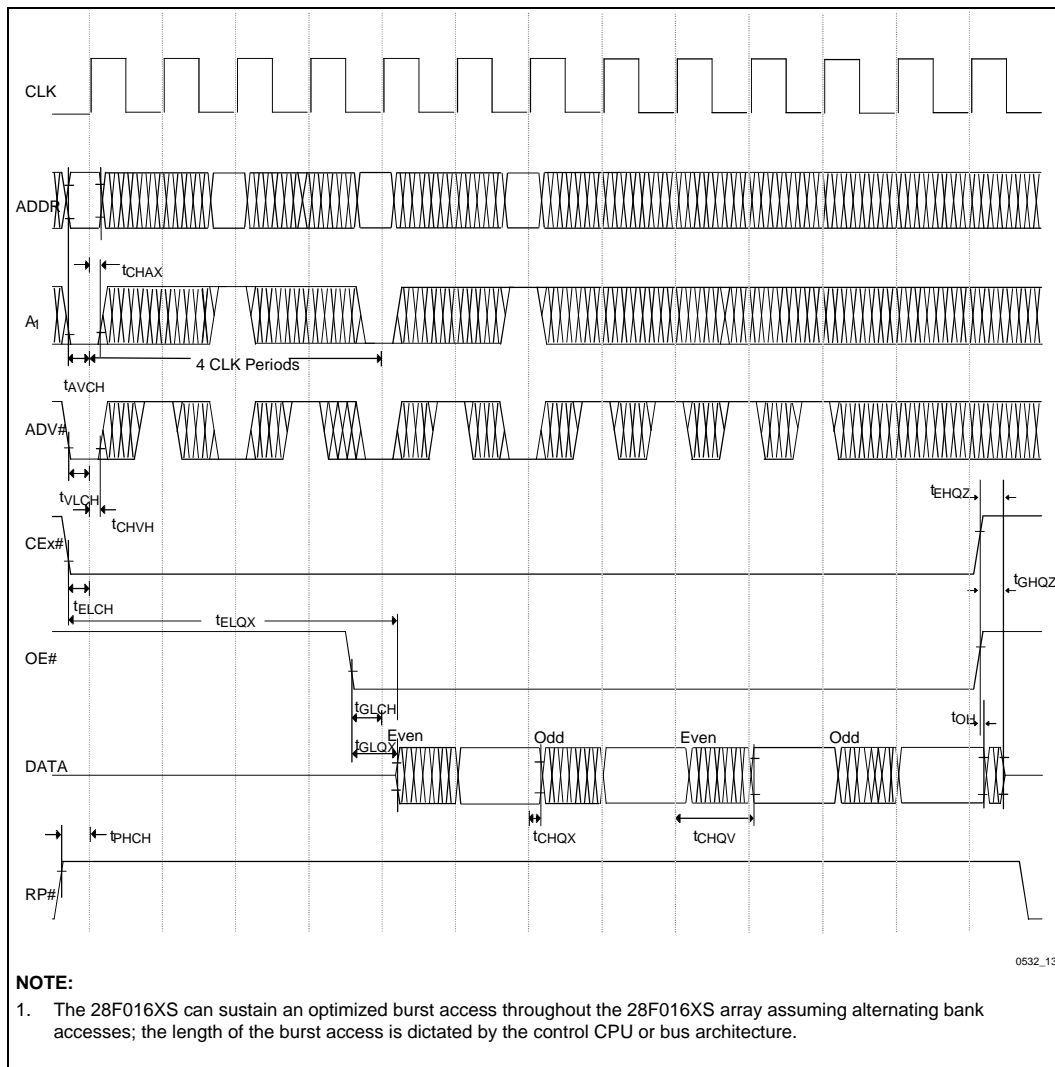 CLK
ADDR
tCHAX
A1
4 CLK Periods
tAVCH
ADV#
tVLCH
tCHVH
tEHQZ
CEx#
tGHQZ
tELCH
tELQX
OE#
tGLCH
tOH
Even Odd Even Odd
tGLQX
DATA
tCHQX tCHQV
tPHCH
RP#
0532_13
NOTE:
1. The 28F016XS can sustain an optimized burst access throughout the 28F016XS array assuming alternating bank
accesses; the length of the burst access is dictated by the control CPU or bus architecture.